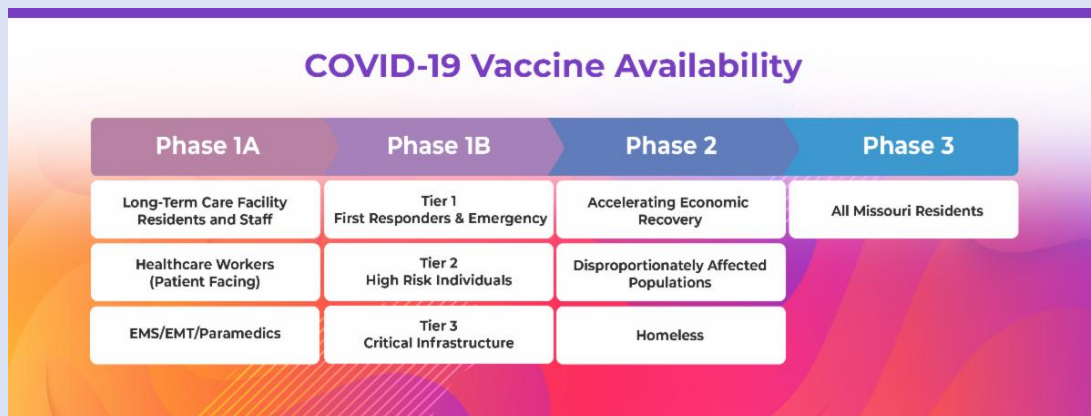 COVID-19 Vaccine Availability
Phase 1A
Long-Term Care Facility
Residents and Staff
Healthcare Workers
(Patient Facing)
EMS/EMT/Paramedics
Phase 1B
Tier 1
First Responders & Emergency
Tier 2
High Risk Individuals
Tier 3
Critical Infrastructure
Phase 2
Accelerating Economic
Recovery
Disproportionately Affected
Populations
Homeless
Phase 3
All Missouri Residents